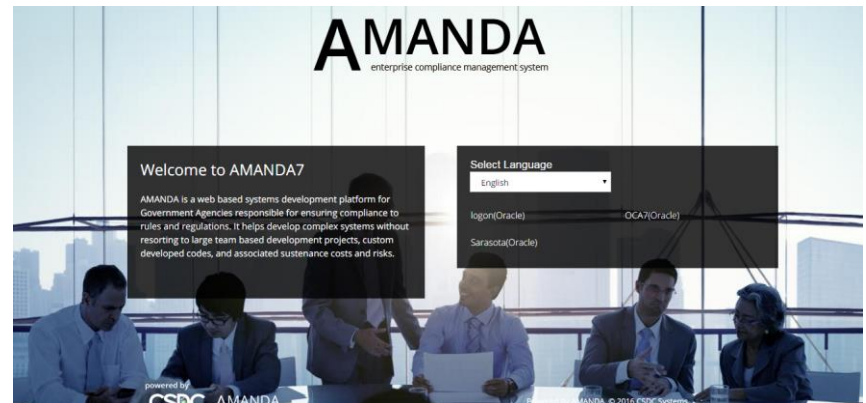 AMANDA
enterprise compliance management system
Welcome to AMANDA7
AMANDA is a web based systems development platform for
Government Agencies responsible for ensuring compliance to
rules and regulations. It helps develop complex systems without
resorting to large team based development projects, custom
developed codes, and associated sustenance costs and risks.
Select Language
English
logon(Oracle)
OCA7(Oracle)
Sarasota(Oracle)
powered by
CSDC AMANDA
Powered by AMANDA, © 2016 CSDC Systems